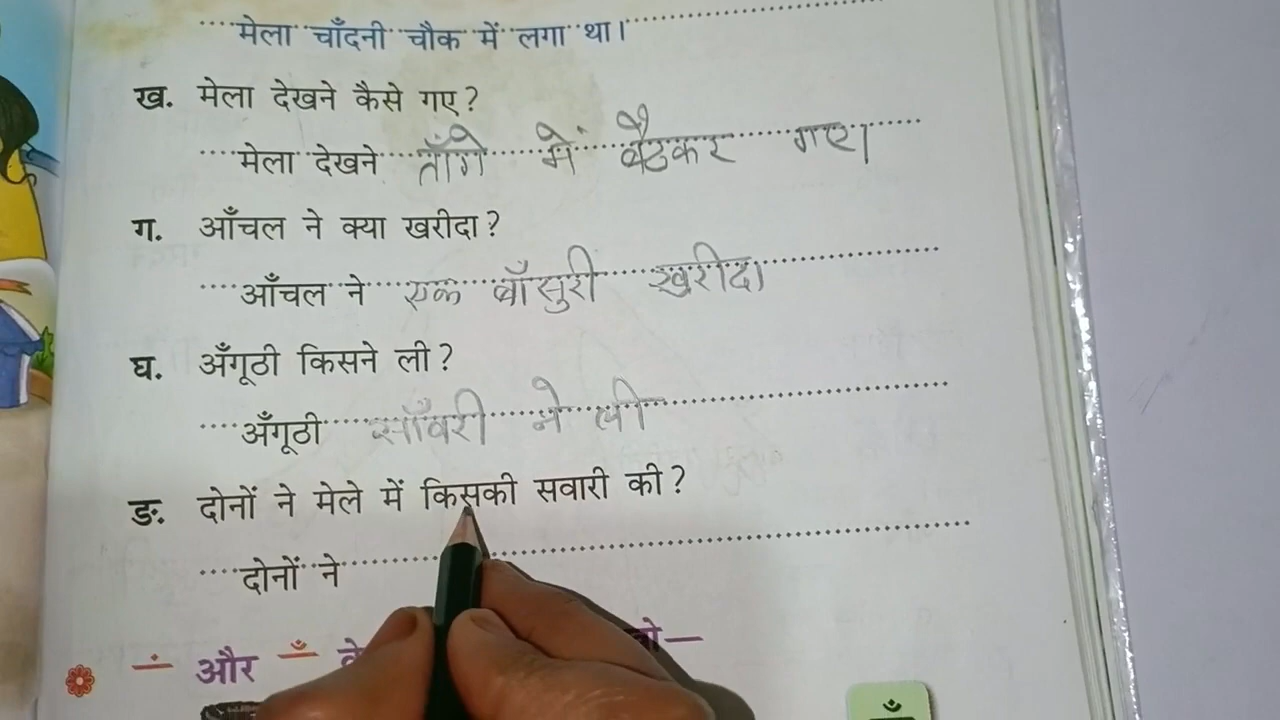 मेला चाँदनी चौक में लगा था।
ख. मेला देखने कैसे गए?
मेला देखने ताँगे में बैठकर गए।
ग. आँचल ने क्या खरीदा?
आँचल ने एक बाँसुरी खरीदा
घ. अँगूठी किसने ली?
अँगूठी साँवरी ने ली
ङ. दोनों ने मेले में किसकी सवारी की?
दोनों ने
और